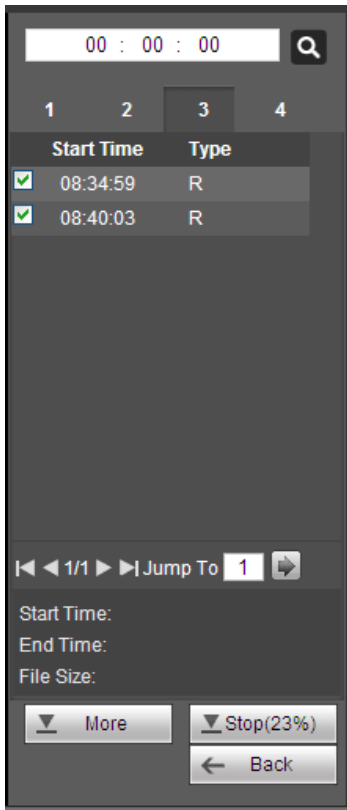 00 : 00 : 00
1 2 3 4
Start Time Type
08:34:59 R
08:40:03 R
1/1 Jump To 1
Start Time:
End Time:
File Size:
More Stop(23%)
Back